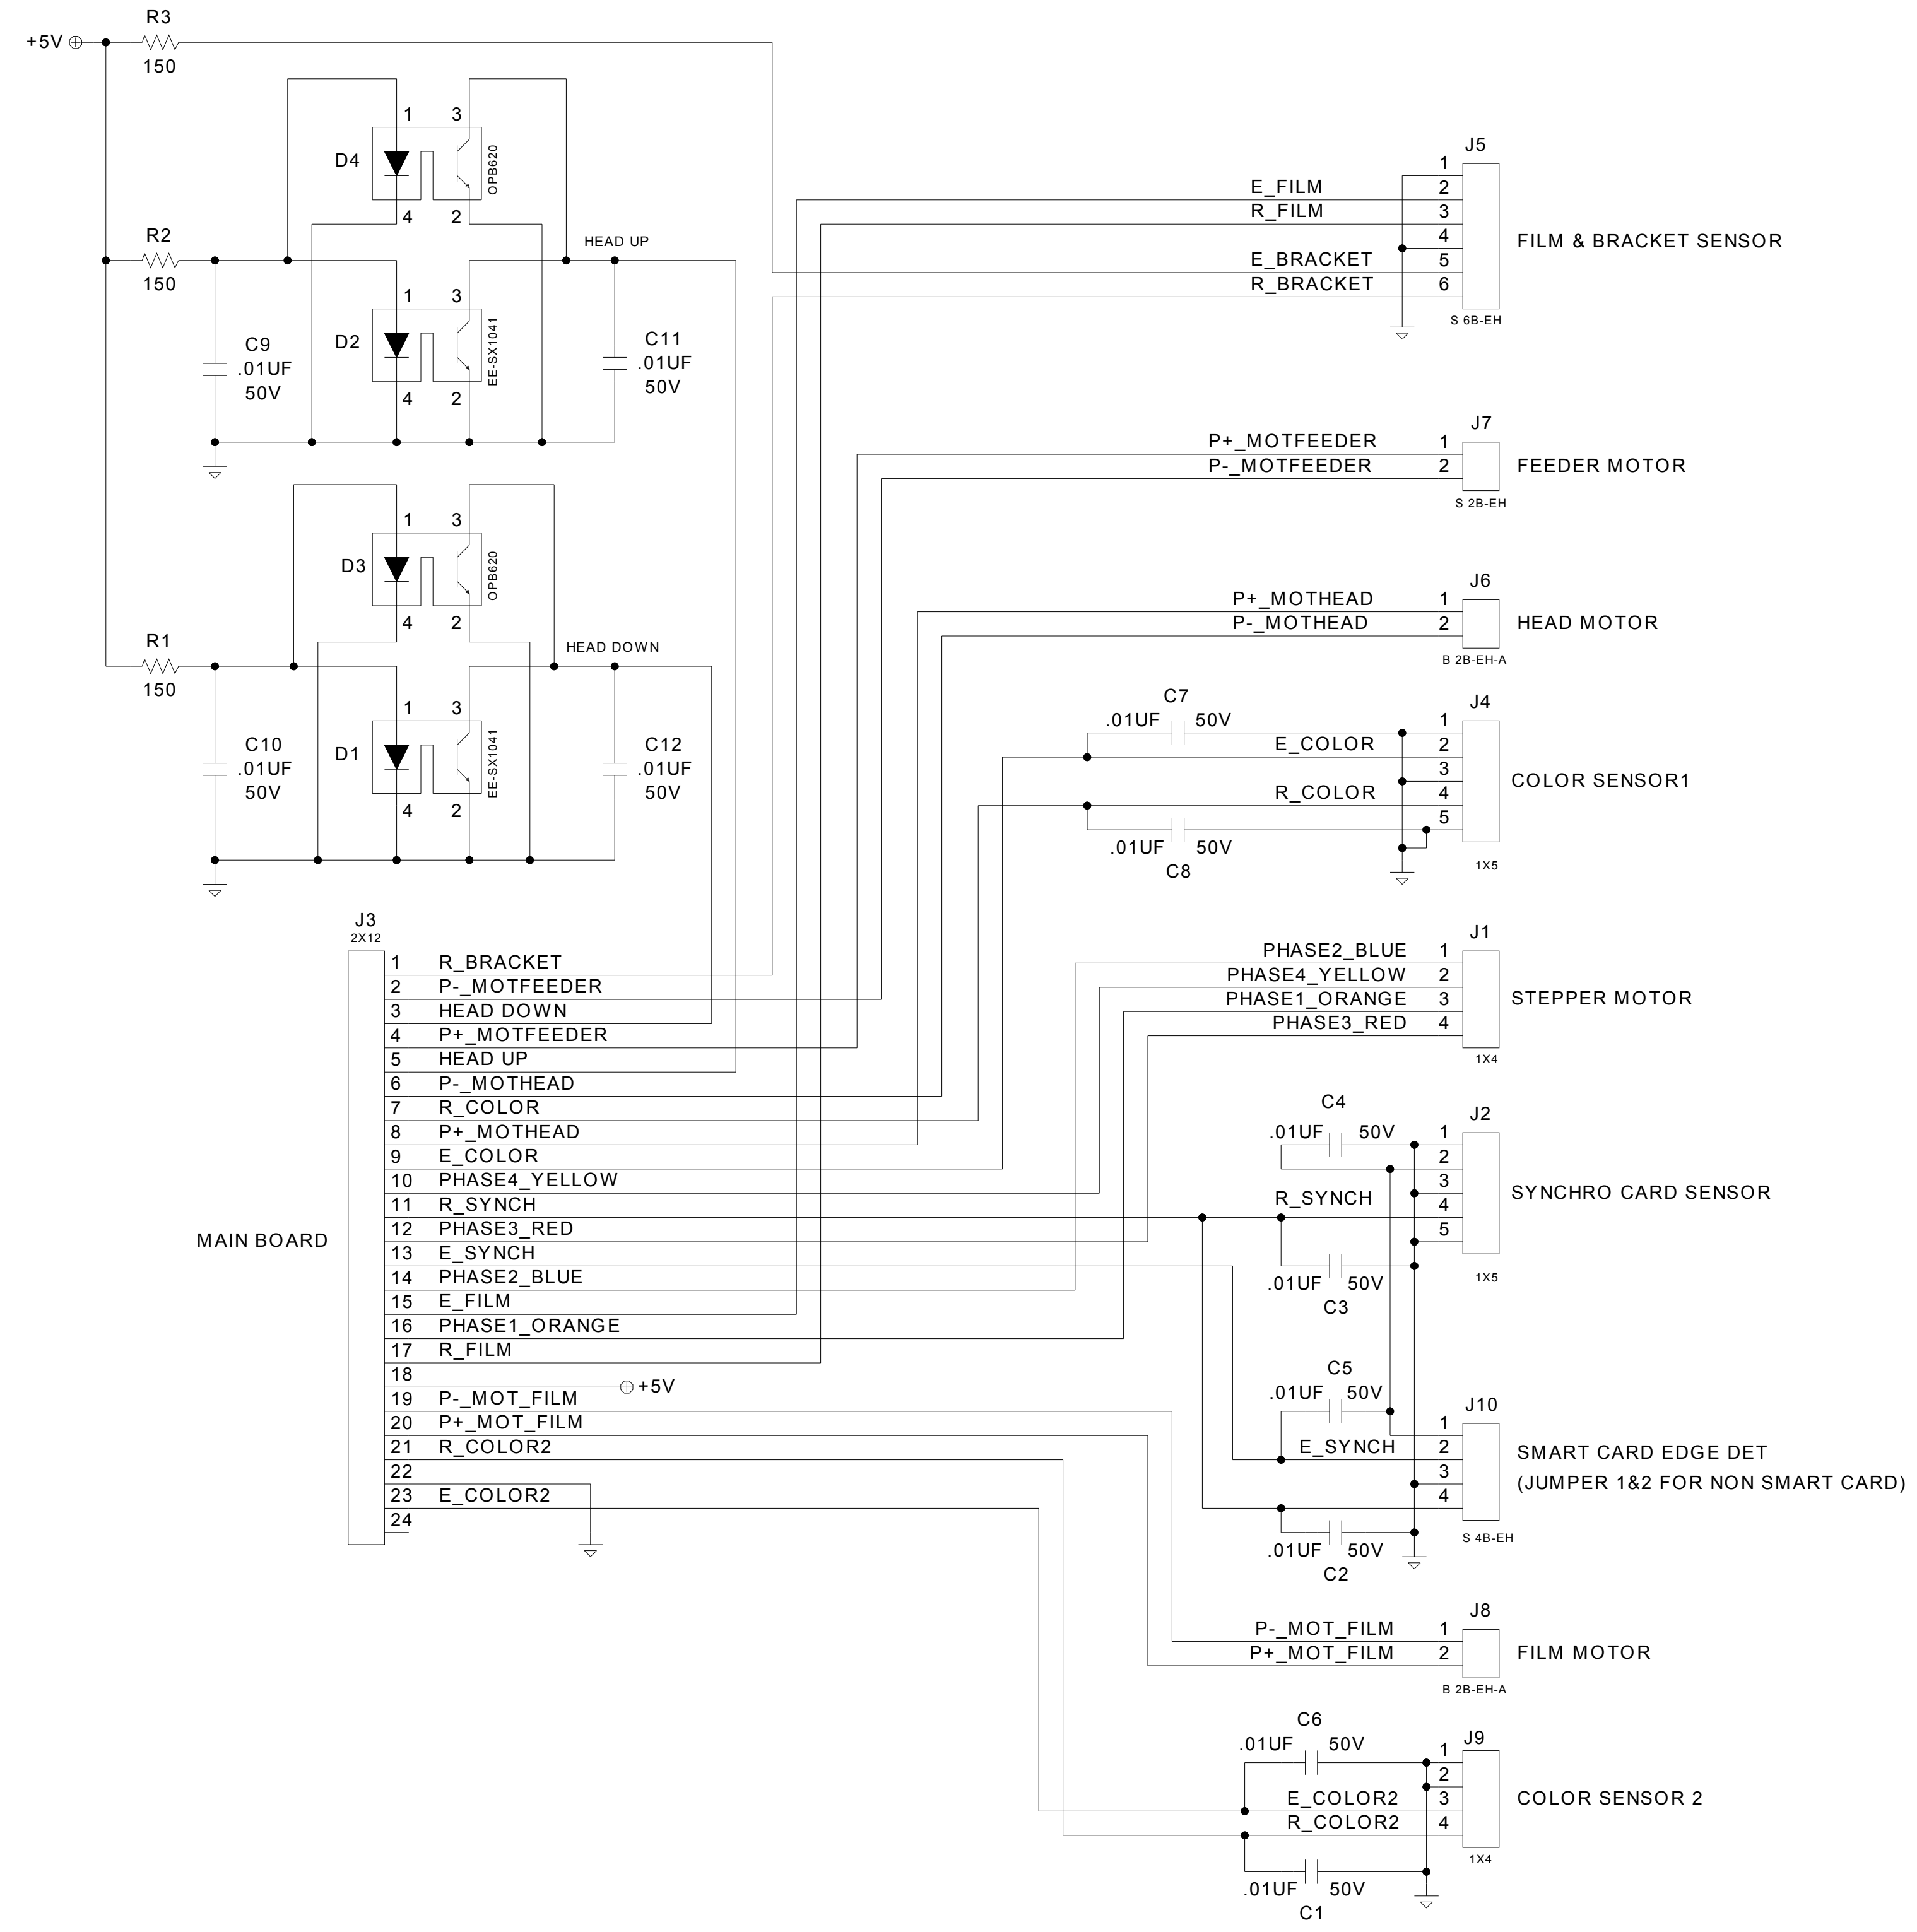 R3
+5V
150
1 3
D4
OPB620
4 2
R2
150
HEAD UP
1 3
D2
EE-SX1041
4 2
C9
.01UF
50V
C11
.01UF
50V
1 3
D3
OPB620
4 2
R1
150
HEAD DOWN
1 3
D1
EE-SX1041
4 2
C10
.01UF
50V
C12
.01UF
50V
J3
2X12
MAIN BOARD
1 R_BRACKET
2 P-_MOTFEEDER
3 HEAD DOWN
4 P+_MOTFEEDER
5 HEAD UP
6 P-_MOTHEAD
7 R_COLOR
8 P+_MOTHEAD
9 E_COLOR
10 PHASE4_YELLOW
11 R_SYNCH
12 PHASE3_RED
13 E_SYNCH
14 PHASE2_BLUE
15 E_FILM
16 PHASE1_ORANGE
17 R_FILM
18
+5V
19 P-_MOT_FILM
20 P+_MOT_FILM
21 R_COLOR2
22
23 E_COLOR2
24
J5
1
E_FILM 2
R_FILM 3
4
E_BRACKET 5
R_BRACKET 6
FILM & BRACKET SENSOR
S 6B-EH
J7
P+_MOTFEEDER 1
P-_MOTFEEDER 2
FEEDER MOTOR
S 2B-EH
J6
P+_MOTHEAD 1
P-_MOTHEAD 2
HEAD MOTOR
B 2B-EH-A
J4
C7
.01UF 50V
1
E_COLOR 2
3
R_COLOR 4
5
COLOR SENSOR1
.01UF 50V
C8
1X5
J1
PHASE2_BLUE 1
PHASE4_YELLOW 2
PHASE1_ORANGE 3
PHASE3_RED 4
STEPPER MOTOR
1X4
C4
.01UF 50V
J2
1
2
3
R_SYNCH 4
5
SYNCHRO CARD SENSOR
1X5
.01UF 50V
C3
C5
.01UF 50V
J10
1
E_SYNCH 2
3
4
SMART CARD EDGE DET
(JUMPER 1&2 FOR NON SMART CARD)
S 4B-EH
.01UF 50V
C2
J8
P-_MOT_FILM 1
P+_MOT_FILM 2
FILM MOTOR
B 2B-EH-A
C6
.01UF 50V
J9
1
2
E_COLOR2 3
R_COLOR2 4
COLOR SENSOR 2
1X4
.01UF 50V
C1